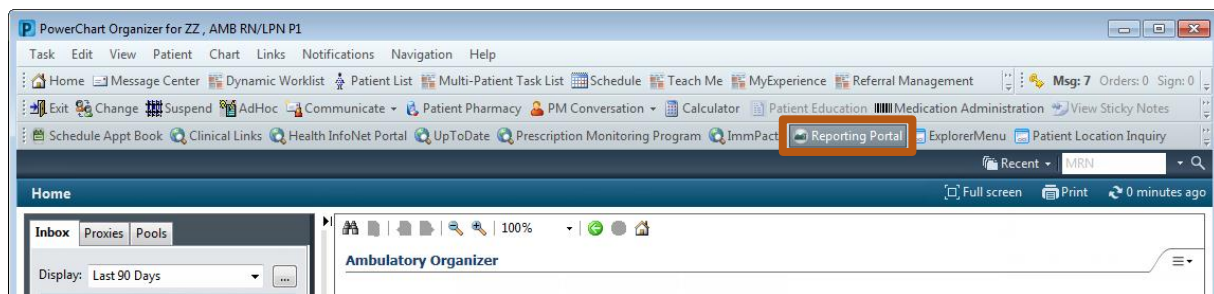 PowerChart Organizer for ZZ , AMB RN/LPN P1
Task Edit View Patient Chart Links Notifications Navigation Help
Home Message Center Dynamic Worklist Patient List Multi-Patient Task List Schedule Teach Me MyExperience Referral Management Msg: 7 Orders: 0 Sign: 0
Exit Change Suspend AdHoc Communicate Patient Pharmacy PM Conversation Calculator Patient Education Medication Administration View Sticky Notes
Schedule Appt Book Clinical Links Health InfoNet Portal UpToDate Prescription Monitoring Program ImmPact Reporting Portal ExplorerMenu Patient Location Inquiry
Recent MRN
Home Full screen Print 0 minutes ago
Inbox Proxies Pools 100%
Ambulatory Organizer
Display: Last 90 Days ...